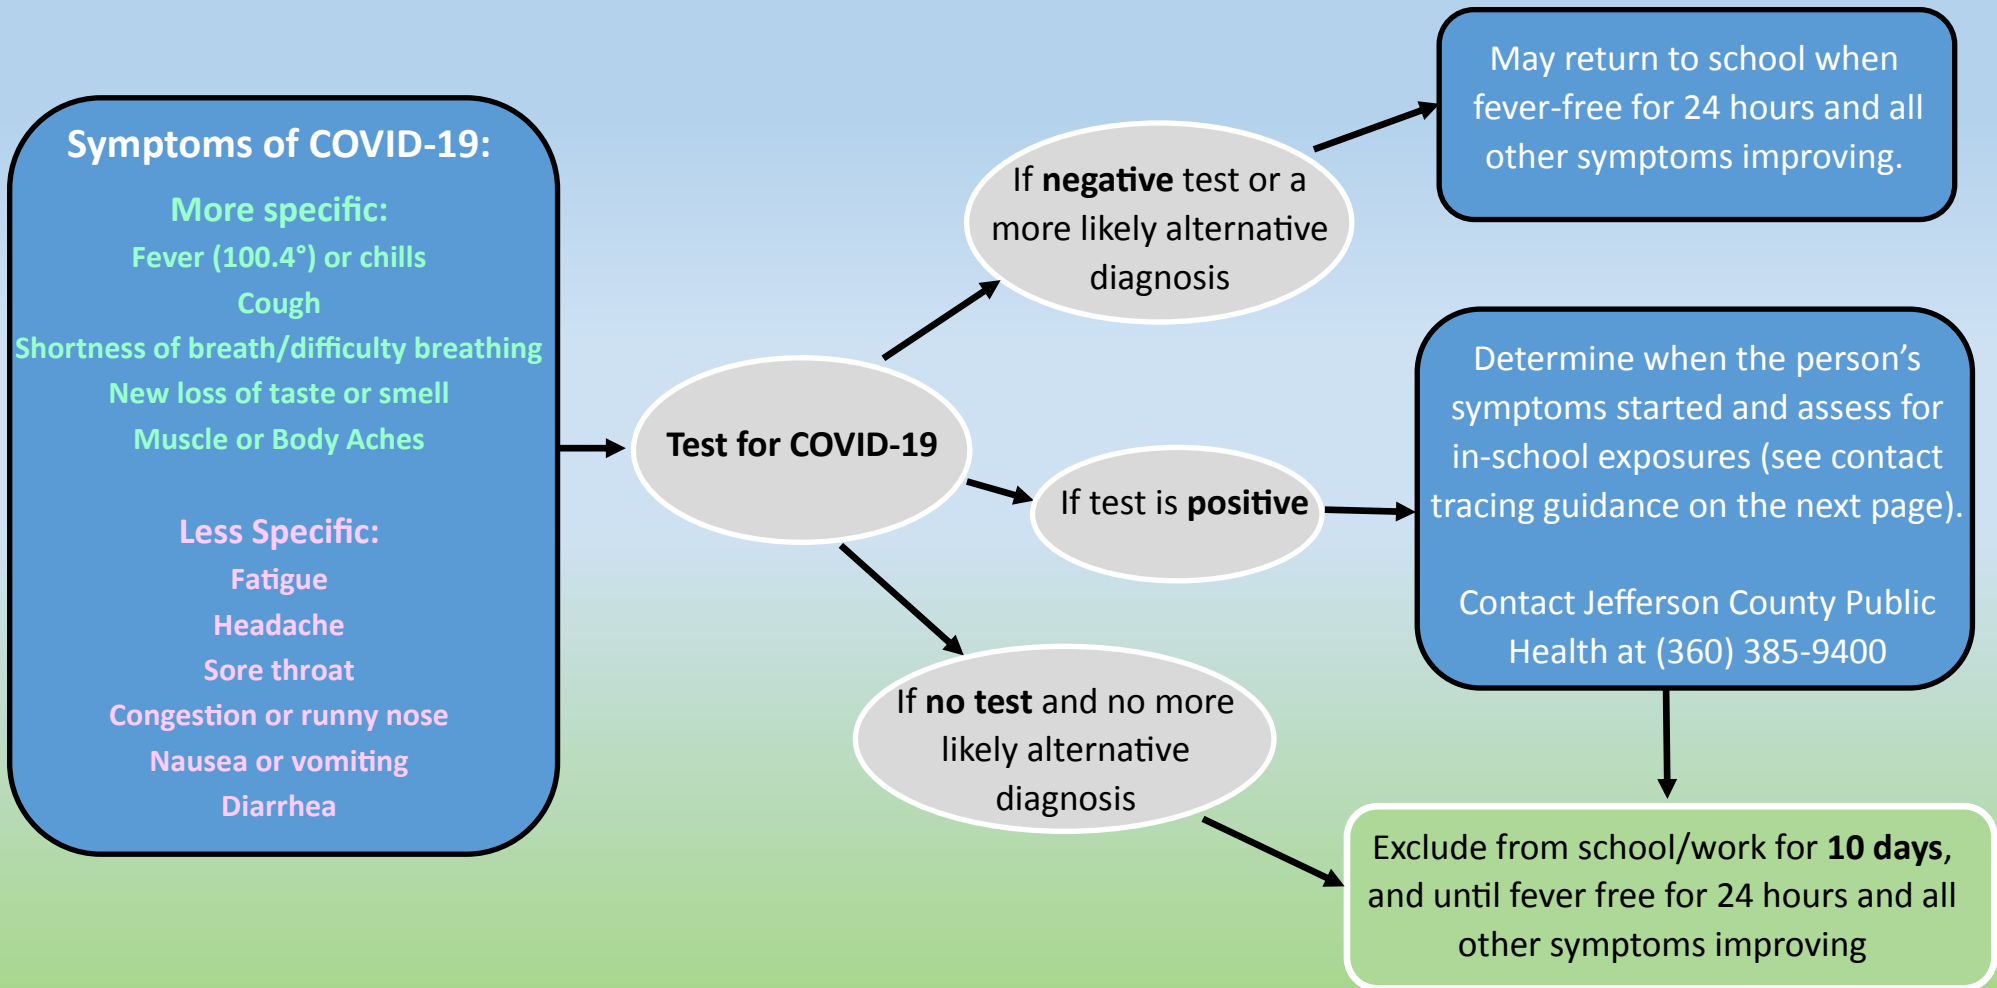 Symptoms of COVID-19:
More specific:
Fever (100.4°) or chills
Cough
Shortness of breath/difficulty breathing
New loss of taste or smell
Muscle or Body Aches
Less Specific:
Fatigue
Headache
Sore throat
Congestion or runny nose
Nausea or vomiting
Diarrhea
Test for COVID-19
If negative test or a
more likely alternative
diagnosis
May return to school when
fever-free for 24 hours and all
other symptoms improving.
If test is positive
Determine when the person’s
symptoms started and assess for
in-school exposures (see contact
tracing guidance on the next page).
Contact Jefferson County Public
Health at (360) 385-9400
If no test and no more
likely alternative
diagnosis
Exclude from school/work for 10 days,
and until fever free for 24 hours and all
other symptoms improving